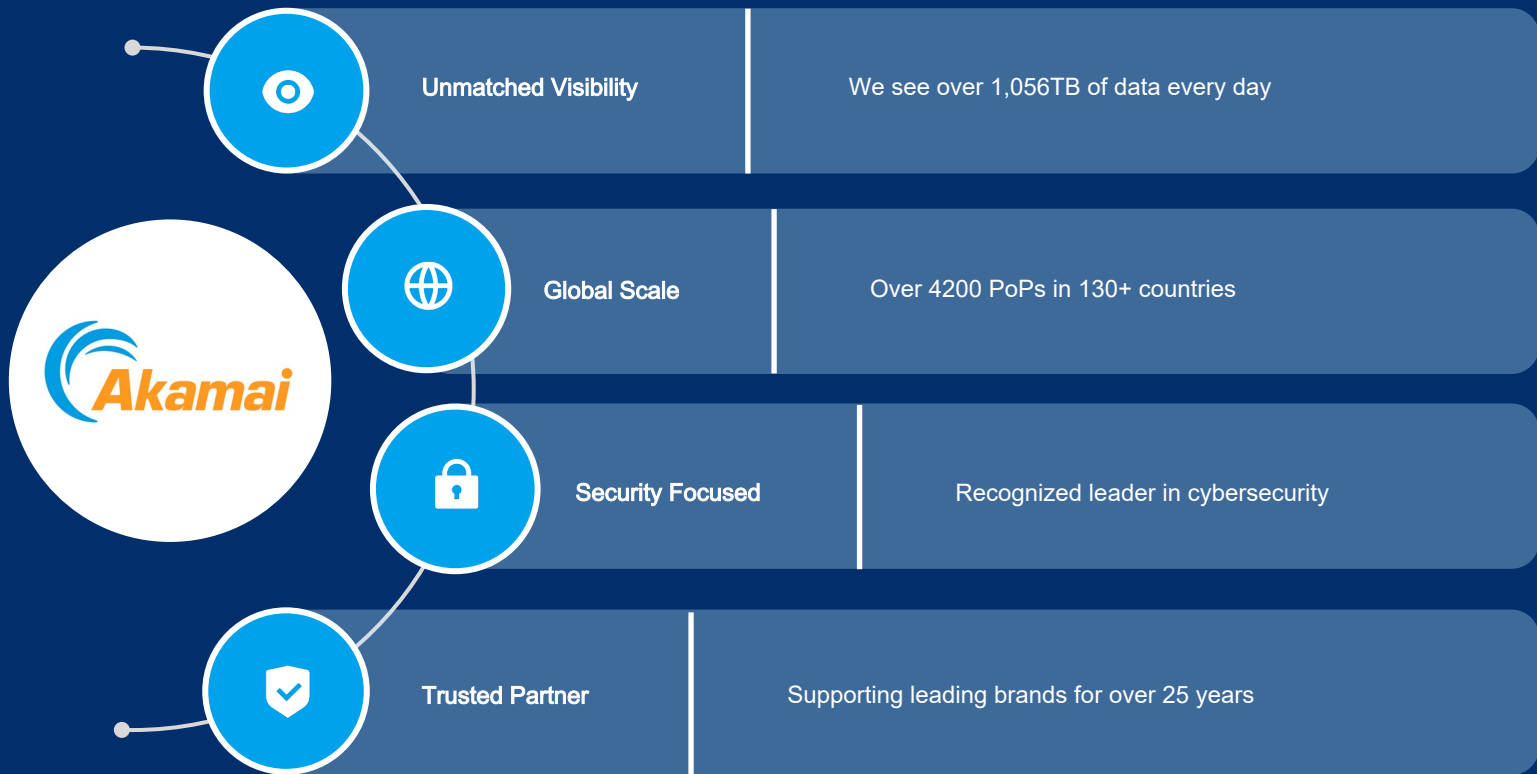 Unmatched Visibility
We see over 1,056TB of data every day
Global Scale
Over 4200 PoPs in 130+ countries
Akamai
Security Focused
Recognized leader in cybersecurity
Trusted Partner
Supporting leading brands for over 25 years